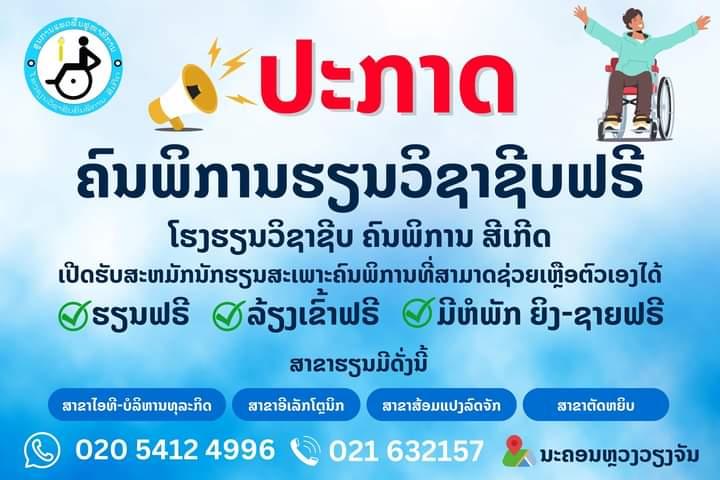 ປະກາດ
ຄົນພິການຮຽນວິຊາຊີບຟຣີ
ໂຮງຮຽນວິຊາຊີບ ຄົນພິການ ສີເກີດ
ເປີດຮັບສະຫມັກນັກຮຽນສະເພາະຄົນພິການທີ່ສາມາດຊ່ວຍເຫຼືອຕົວເອງໄດ້
ຮຽນຟຣີ ລ້ຽງເຂົ້າຟຣີ ມີຫໍພັກ ຍິງ-ຊາຍຟຣີ
ສາຂາຮຽນມີດັ່ງນີ້
ສາຂາໄອທີ-ບໍລິຫານທຸລະກິດ ສາຂາອີເລັກໂຕຼນິກ ສາຂາສ້ອມແປງລົດຈັກ ສາຂາຕັດຫຍິບ
020 5412 4996 021 632157 ນະຄອນຫຼວງວຽງຈັນ